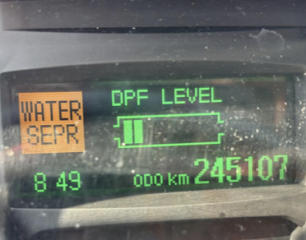 WATER
SEPR
DPF LEVEL
8 49
ODO km 245107